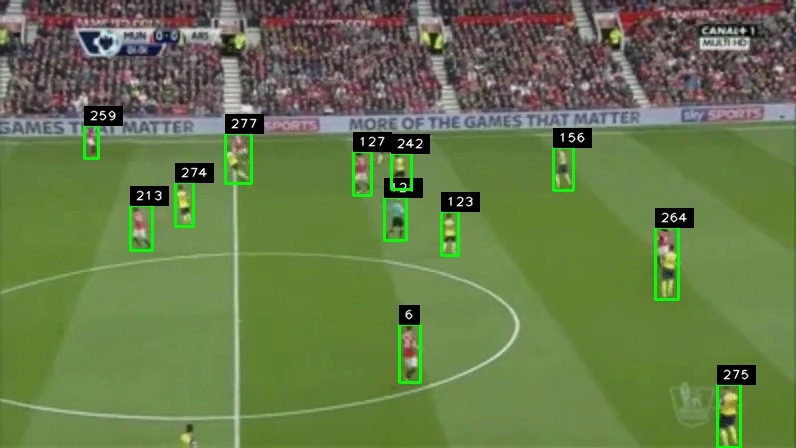 MUN 0-0 ARS
CANAL+ 1
MULTI HD
GAMES THAT MATTER
SPORTS
MORE OF THE GAMES THAT MATTER
sky SPORTS
259
277
127
242
156
274
213
123
264
6
275